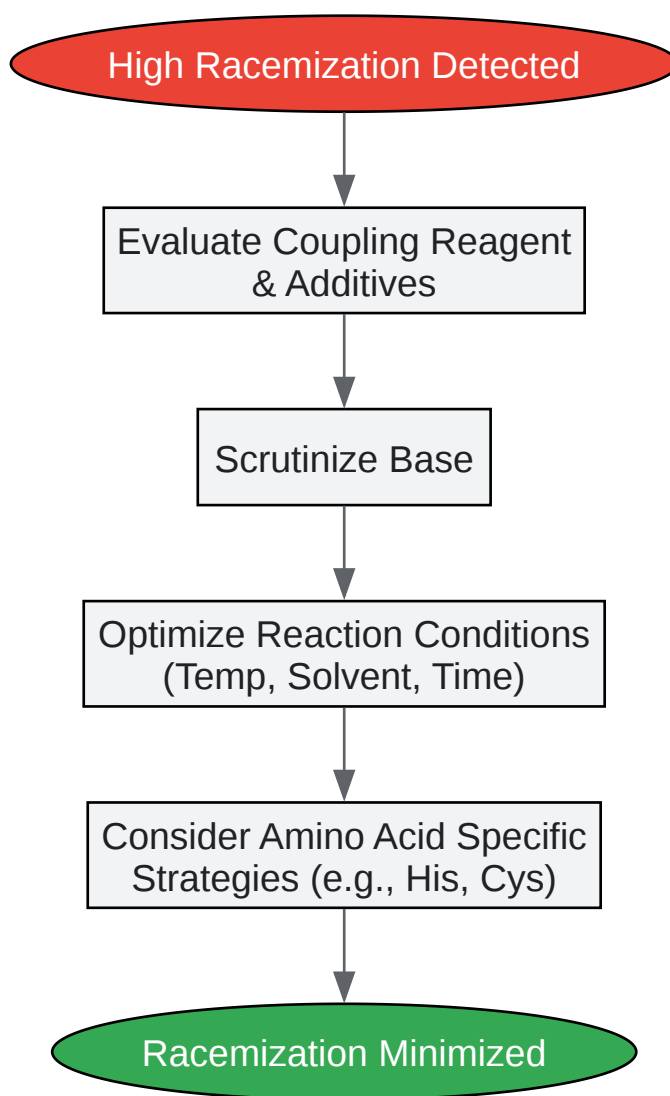 High Racemization Detected
Evaluate Coupling Reagent
& Additives
Scrutinize Base
Optimize Reaction Conditions
(Temp, Solvent, Time)
Consider Amino Acid Specific
Strategies (e.g., His, Cys)
Racemization Minimized